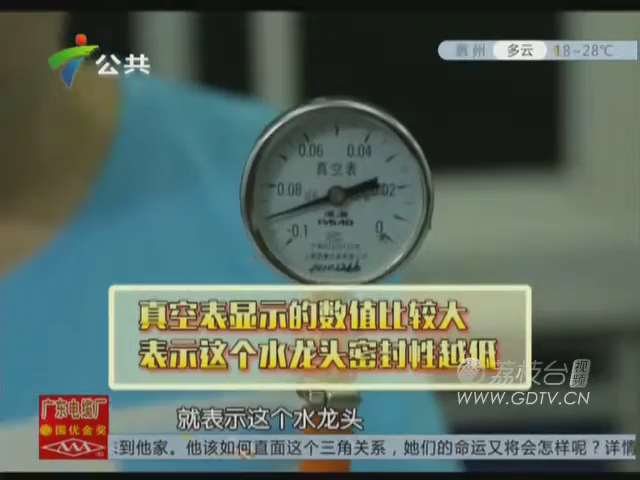 公共
惠州 多云 18~28℃
0.06 0.04
真空表
0.08 0.02
-0.1 0
真空表显示的数值比较大
表示这个水龙头密封性越低
荔枝台 视频
www.GDTV.CN
就表示这个水龙头
广东电缆厂
国优金奖
到他家。他该如何直面这个三角关系，她们的命运又将会怎样呢？详情